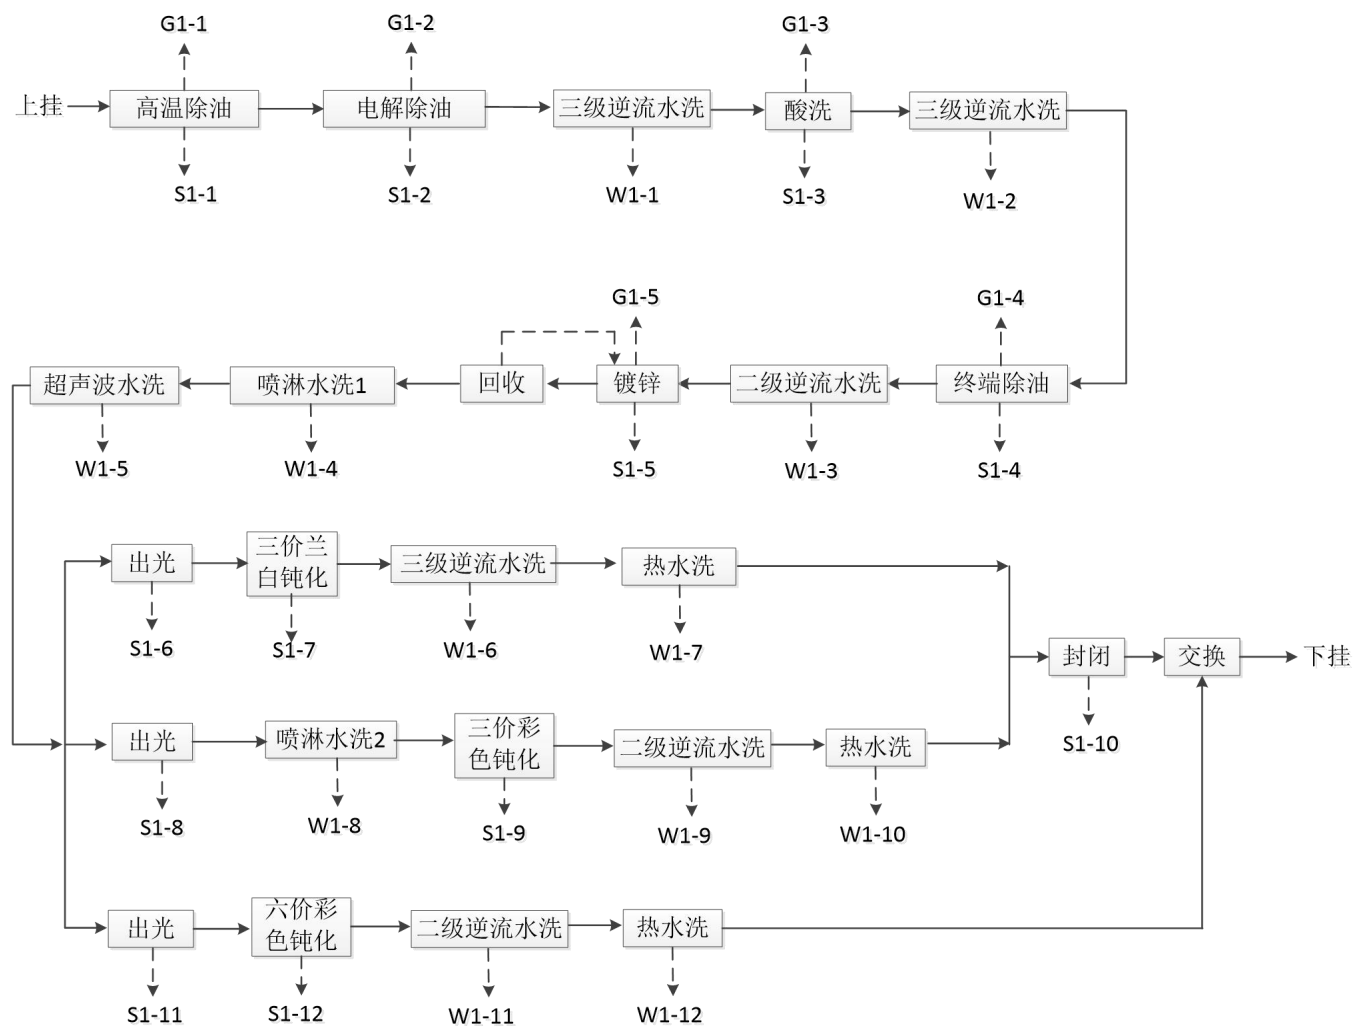 G1-1
G1-2
G1-3
上挂
高温除油
电解除油
三级逆流水洗
酸洗
三级逆流水洗
S1-1
S1-2
W1-1
S1-3
W1-2
G1-5
G1-4
超声波水洗
喷淋水洗1
回收
镀锌
二级逆流水洗
终端除油
W1-5
W1-4
S1-5
W1-3
S1-4
出光
三价兰
白钝化
三级逆流水洗
热水洗
S1-6
S1-7
W1-6
W1-7
封闭
交换
下挂
S1-10
出光
喷淋水洗2
三价彩
色钝化
二级逆流水洗
热水洗
S1-8
W1-8
S1-9
W1-9
W1-10
出光
六价彩
色钝化
二级逆流水洗
热水洗
S1-11
S1-12
W1-11
W1-12